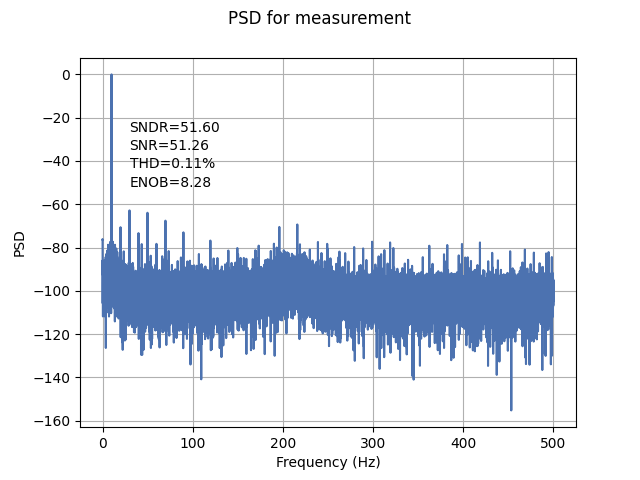 PSD for measurement
0
−20
−40
−60
−80
−100
−120
−140
−160
PSD
SNDR=51.60
SNR=51.26
THD=0.11%
ENOB=8.28
0 100 200 300 400 500
Frequency (Hz)